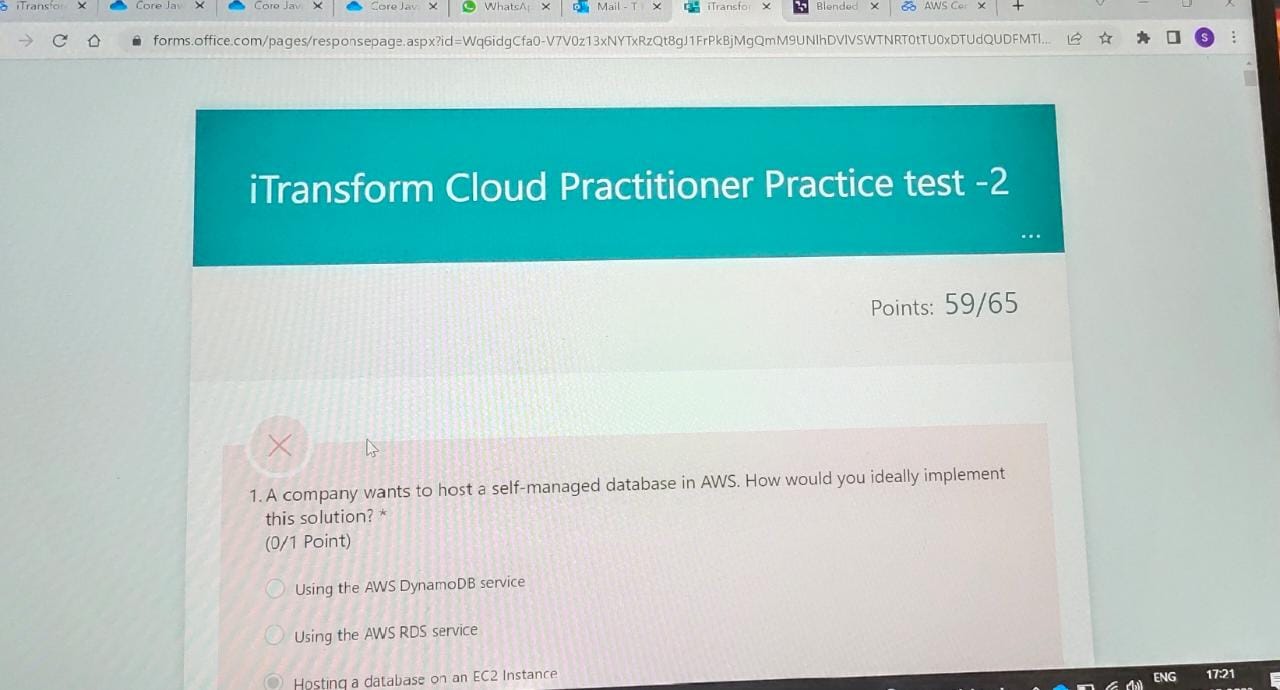 iTransfor
Core Jav
Core Jav
Core Jav
WhatsA
Mail - T
iTransfor
Blended
AWS Cer
forms.office.com/pages/responsepage.aspx?id=Wq6idgCfa0-V7V0z13xNYTxRzQt8gJ1FrPkBjMgQmM9UNlhDVlVSWTNRT0tTU0xDTUdQUDFMTl...
S
iTransform Cloud Practitioner Practice test -2
...
Points: 59/65
1. A company wants to host a self-managed database in AWS. How would you ideally implement
this solution? *
(0/1 Point)
Using the AWS DynamoDB service
Using the AWS RDS service
Hosting a database on an EC2 Instance
ENG
17:21